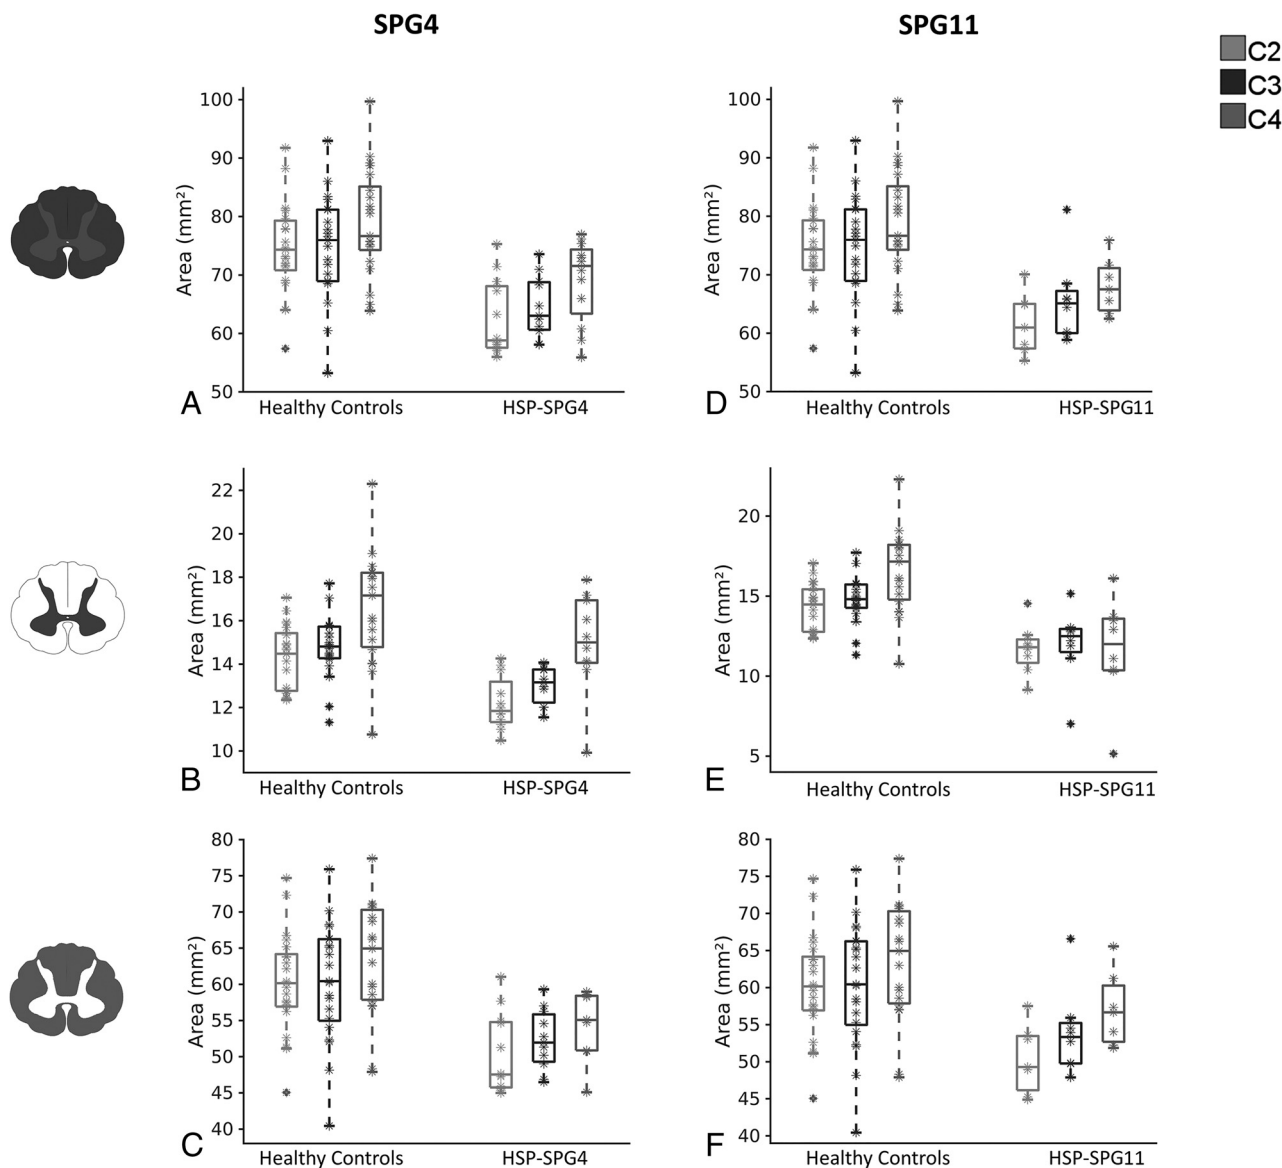 SPG4
SPG11
C2
C3
C4
100
90
80
70
60
50
Area (mm²)
A
Healthy Controls
HSP-SPG4
100
90
80
70
60
50
Area (mm²)
D
Healthy Controls
HSP-SPG11
22
20
18
16
14
12
10
Area (mm²)
B
Healthy Controls
HSP-SPG4
20
15
10
5
Area (mm²)
E
Healthy Controls
HSP-SPG11
80
75
70
65
60
55
50
45
40
Area (mm²)
C
Healthy Controls
HSP-SPG4
80
75
70
65
60
55
50
45
40
Area (mm²)
F
Healthy Controls
HSP-SPG11